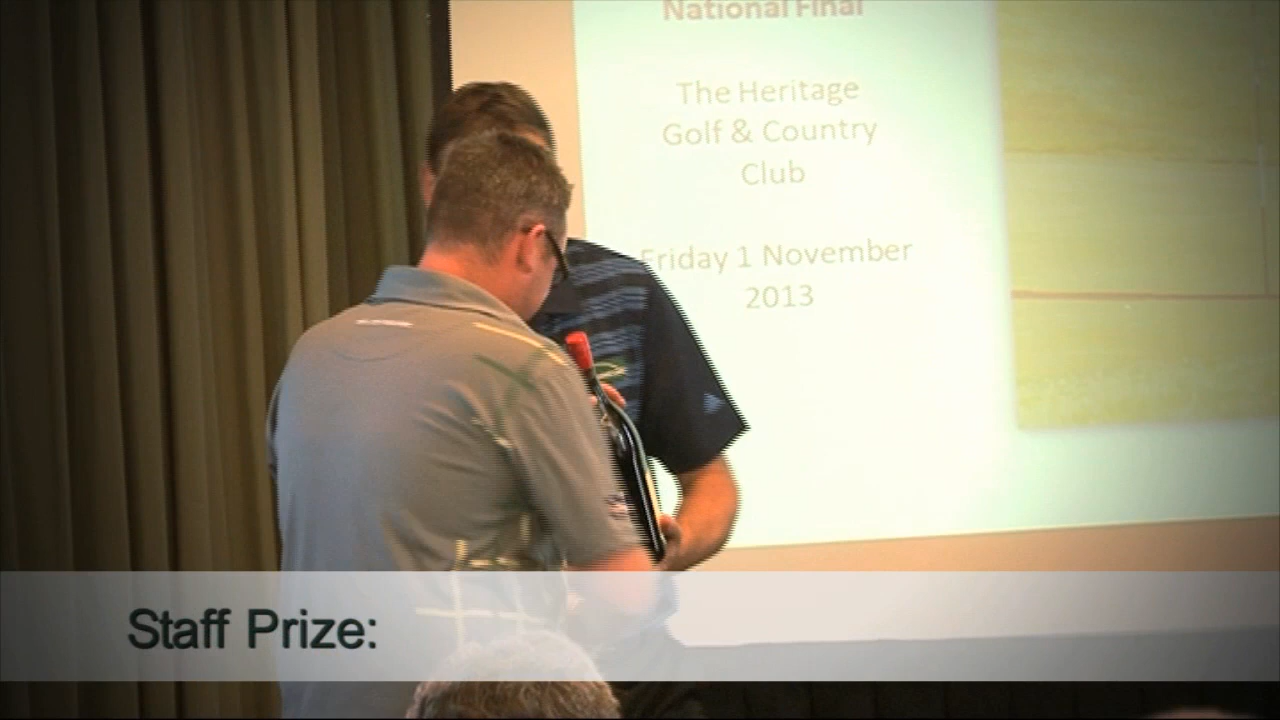 National Final
The Heritage
Golf & Country
Club
Friday 1 November
2013
Staff Prize: